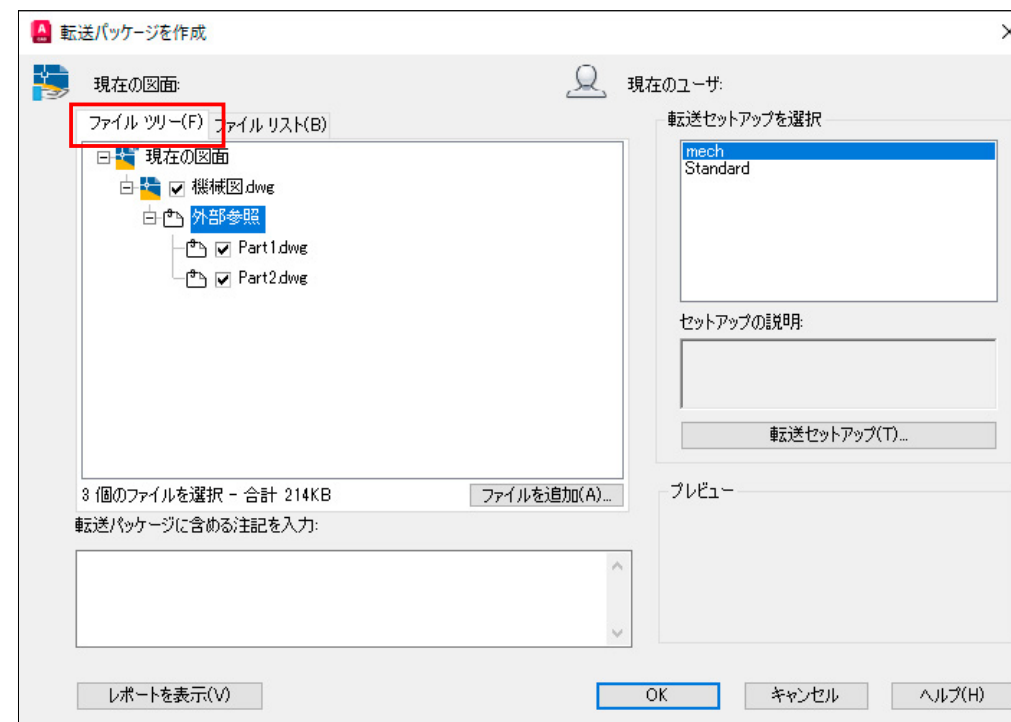 転送パッケージを作成
現在の図面:
現在のユーザ:
ファイル ツリー(F)
ファイル リスト(B)
現在の図面
機械図.dwg
外部参照
Part1.dwg
Part2.dwg
3 個のファイルを選択 - 合計 214KB
ファイルを追加(A)...
転送パッケージに含める注記を入力:
転送セットアップを選択
mech
Standard
セットアップの説明:
転送セットアップ(T)...
プレビュー
レポートを表示(V)
OK
キャンセル
ヘルプ(H)